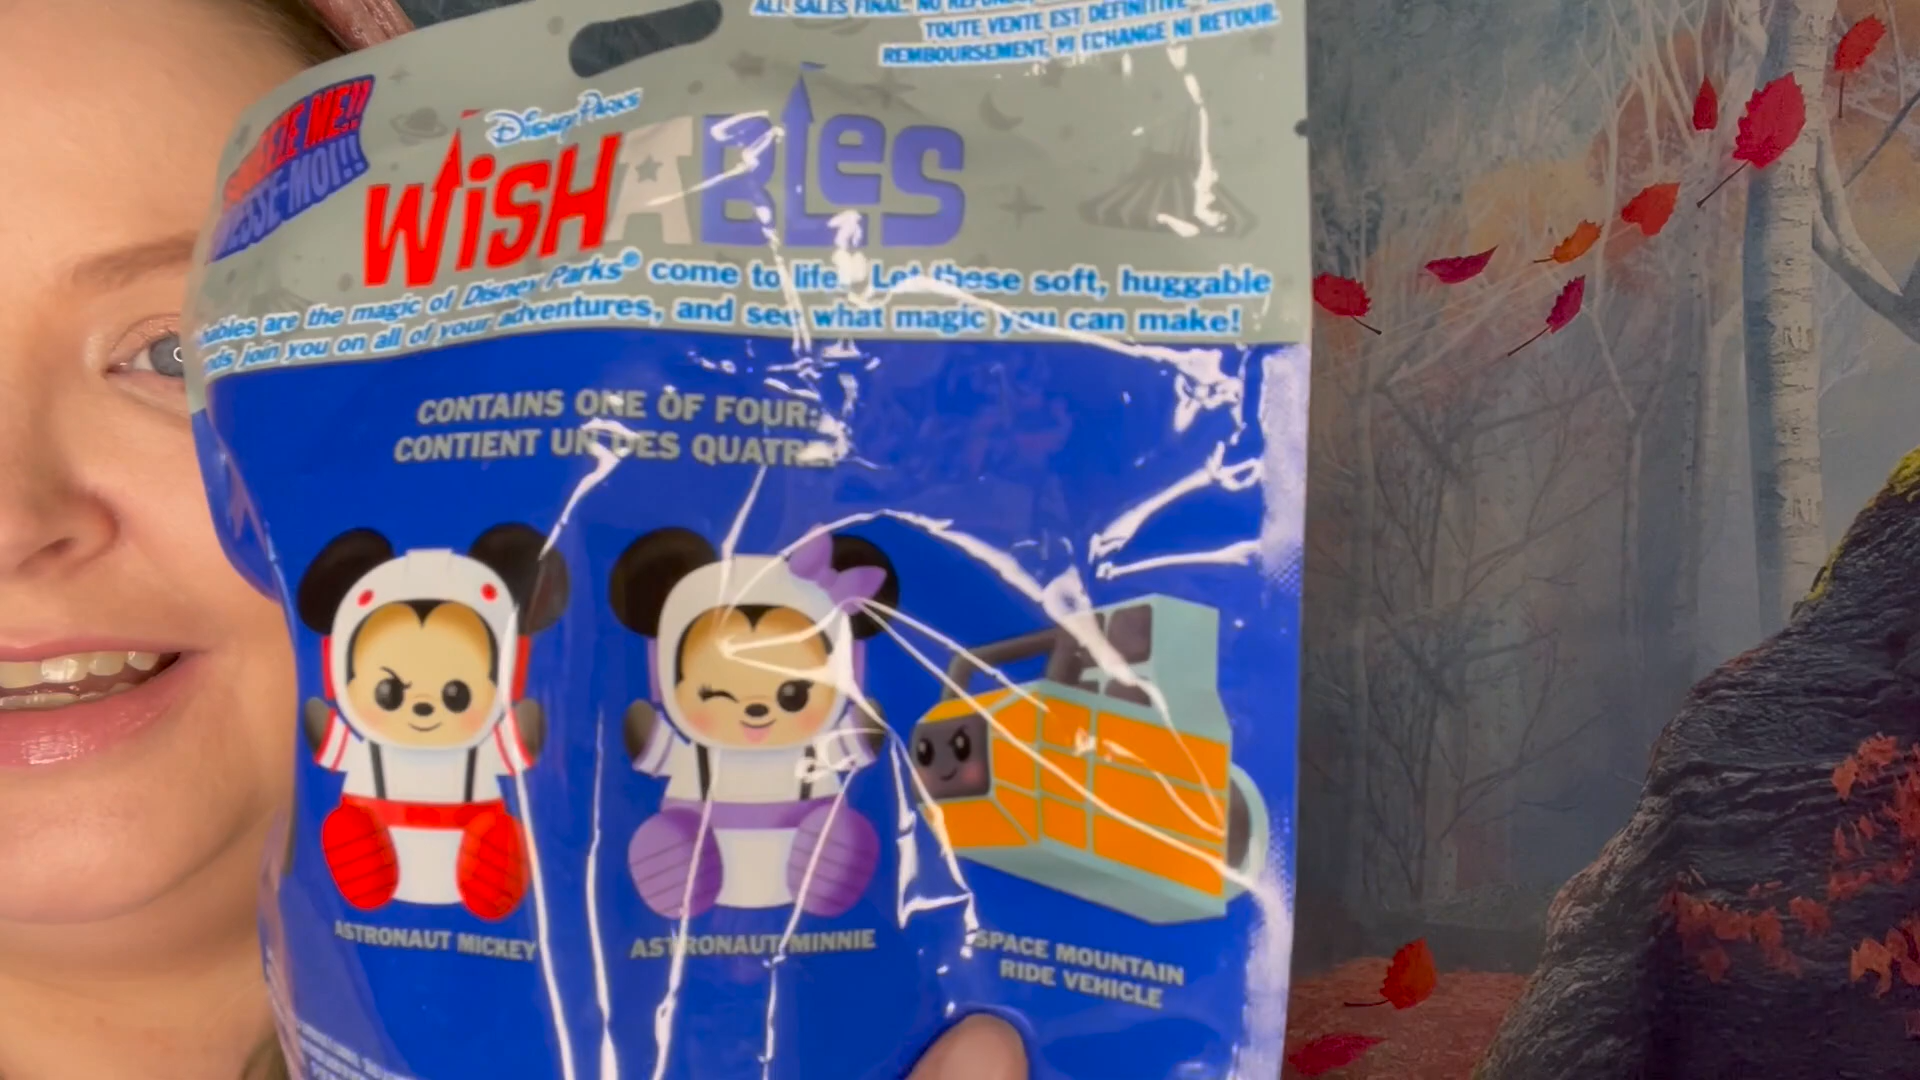 ALL SALES FINAL. NO
TOUTE VENTE EST DÉFINITIVE
REMBOURSEMENT, NI ÉCHANGE NI RETOUR.
ME!!
MOI!!
Disney Parks
WiSHABLeS
are the magic of Disney Parks® come to life. Let these soft, huggable
join you on all of your adventures, and see what magic you can make!
CONTAINS ONE OF FOUR:
CONTIENT UN DES QUATRE:
ASTRONAUT MICKEY
ASTRONAUT MINNIE
SPACE MOUNTAIN
RIDE VEHICLE